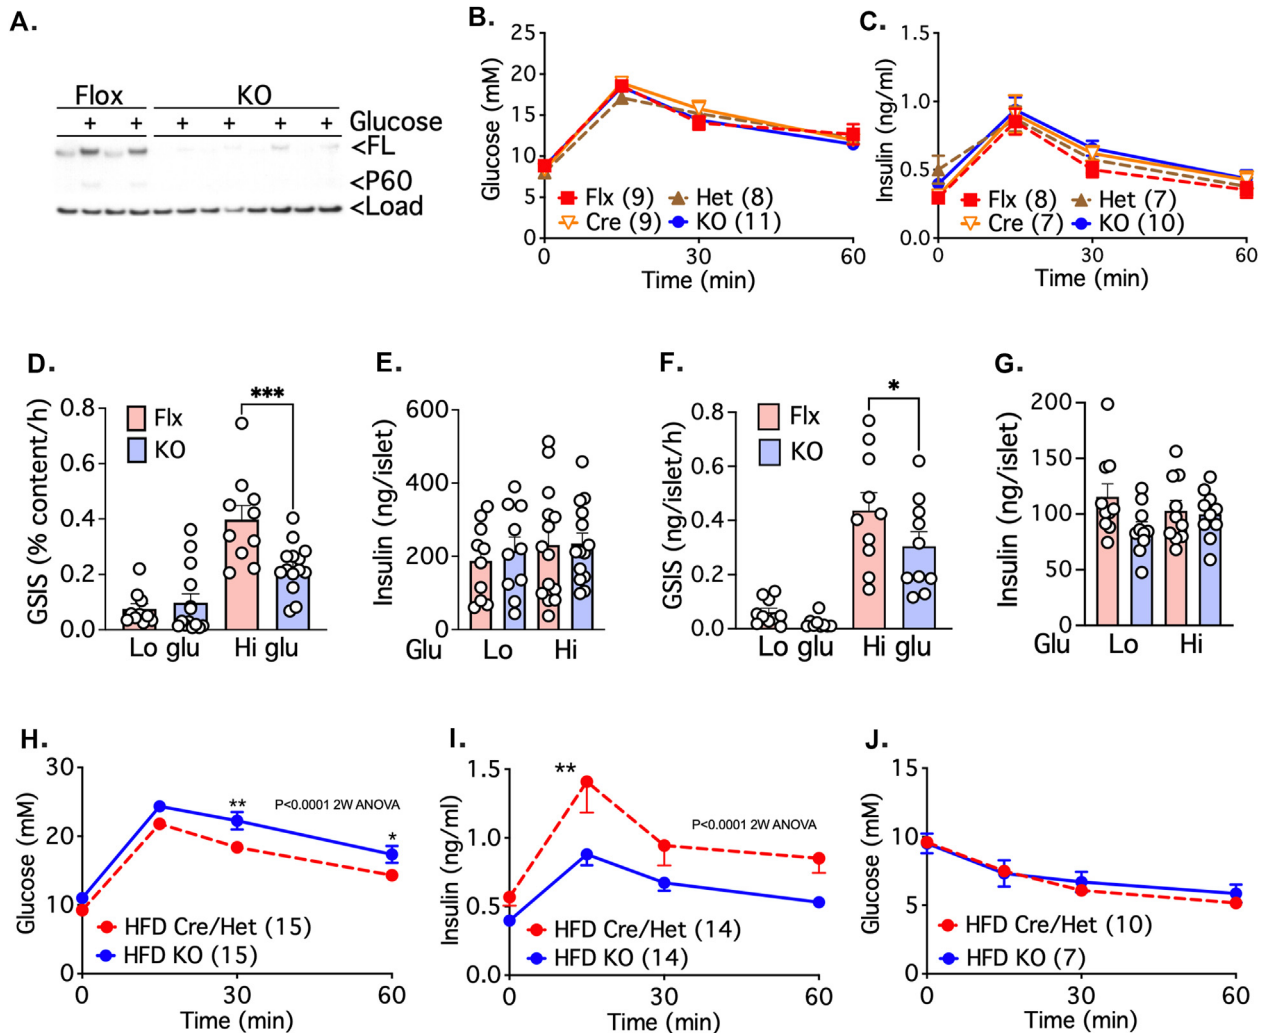 A.
Flox KO
+ + + + + + Glucose
<FL
<P60
<Load
B.
Glucose (mM)
25
20
15
10
5
0
Flx (9) Het (8)
Cre (9) KO (11)
0 30 60
Time (min)
C.
Insulin (ng/ml)
1.5
1.0
0.5
0.0
Flx (8) Het (7)
Cre (7) KO (10)
0 30 60
Time (min)
D.
GSIS (% content/h)
0.8
0.6
0.4
0.2
0.0
Flx
KO
***
Lo glu Hi glu
E.
Insulin (ng/islet)
600
400
200
0
Glu Lo Hi
F.
GSIS (ng/islet/h)
0.8
0.6
0.4
0.2
0.0
Flx
KO
*
Lo glu Hi glu
G.
Insulin (ng/islet)
200
150
100
50
0
Glu Lo Hi
H.
Glucose (mM)
30
20
10
0
**
P<0.0001 2W ANOVA
*
HFD Cre/Het (15)
HFD KO (15)
0 30 60
Time (min)
I.
Insulin (ng/ml)
1.5
1.0
0.5
0.0
**
P<0.0001 2W ANOVA
HFD Cre/Het (14)
HFD KO (14)
0 30 60
Time (min)
J.
Glucose (mM)
15
10
5
0
HFD Cre/Het (10)
HFD KO (7)
0 30 60
Time (min)